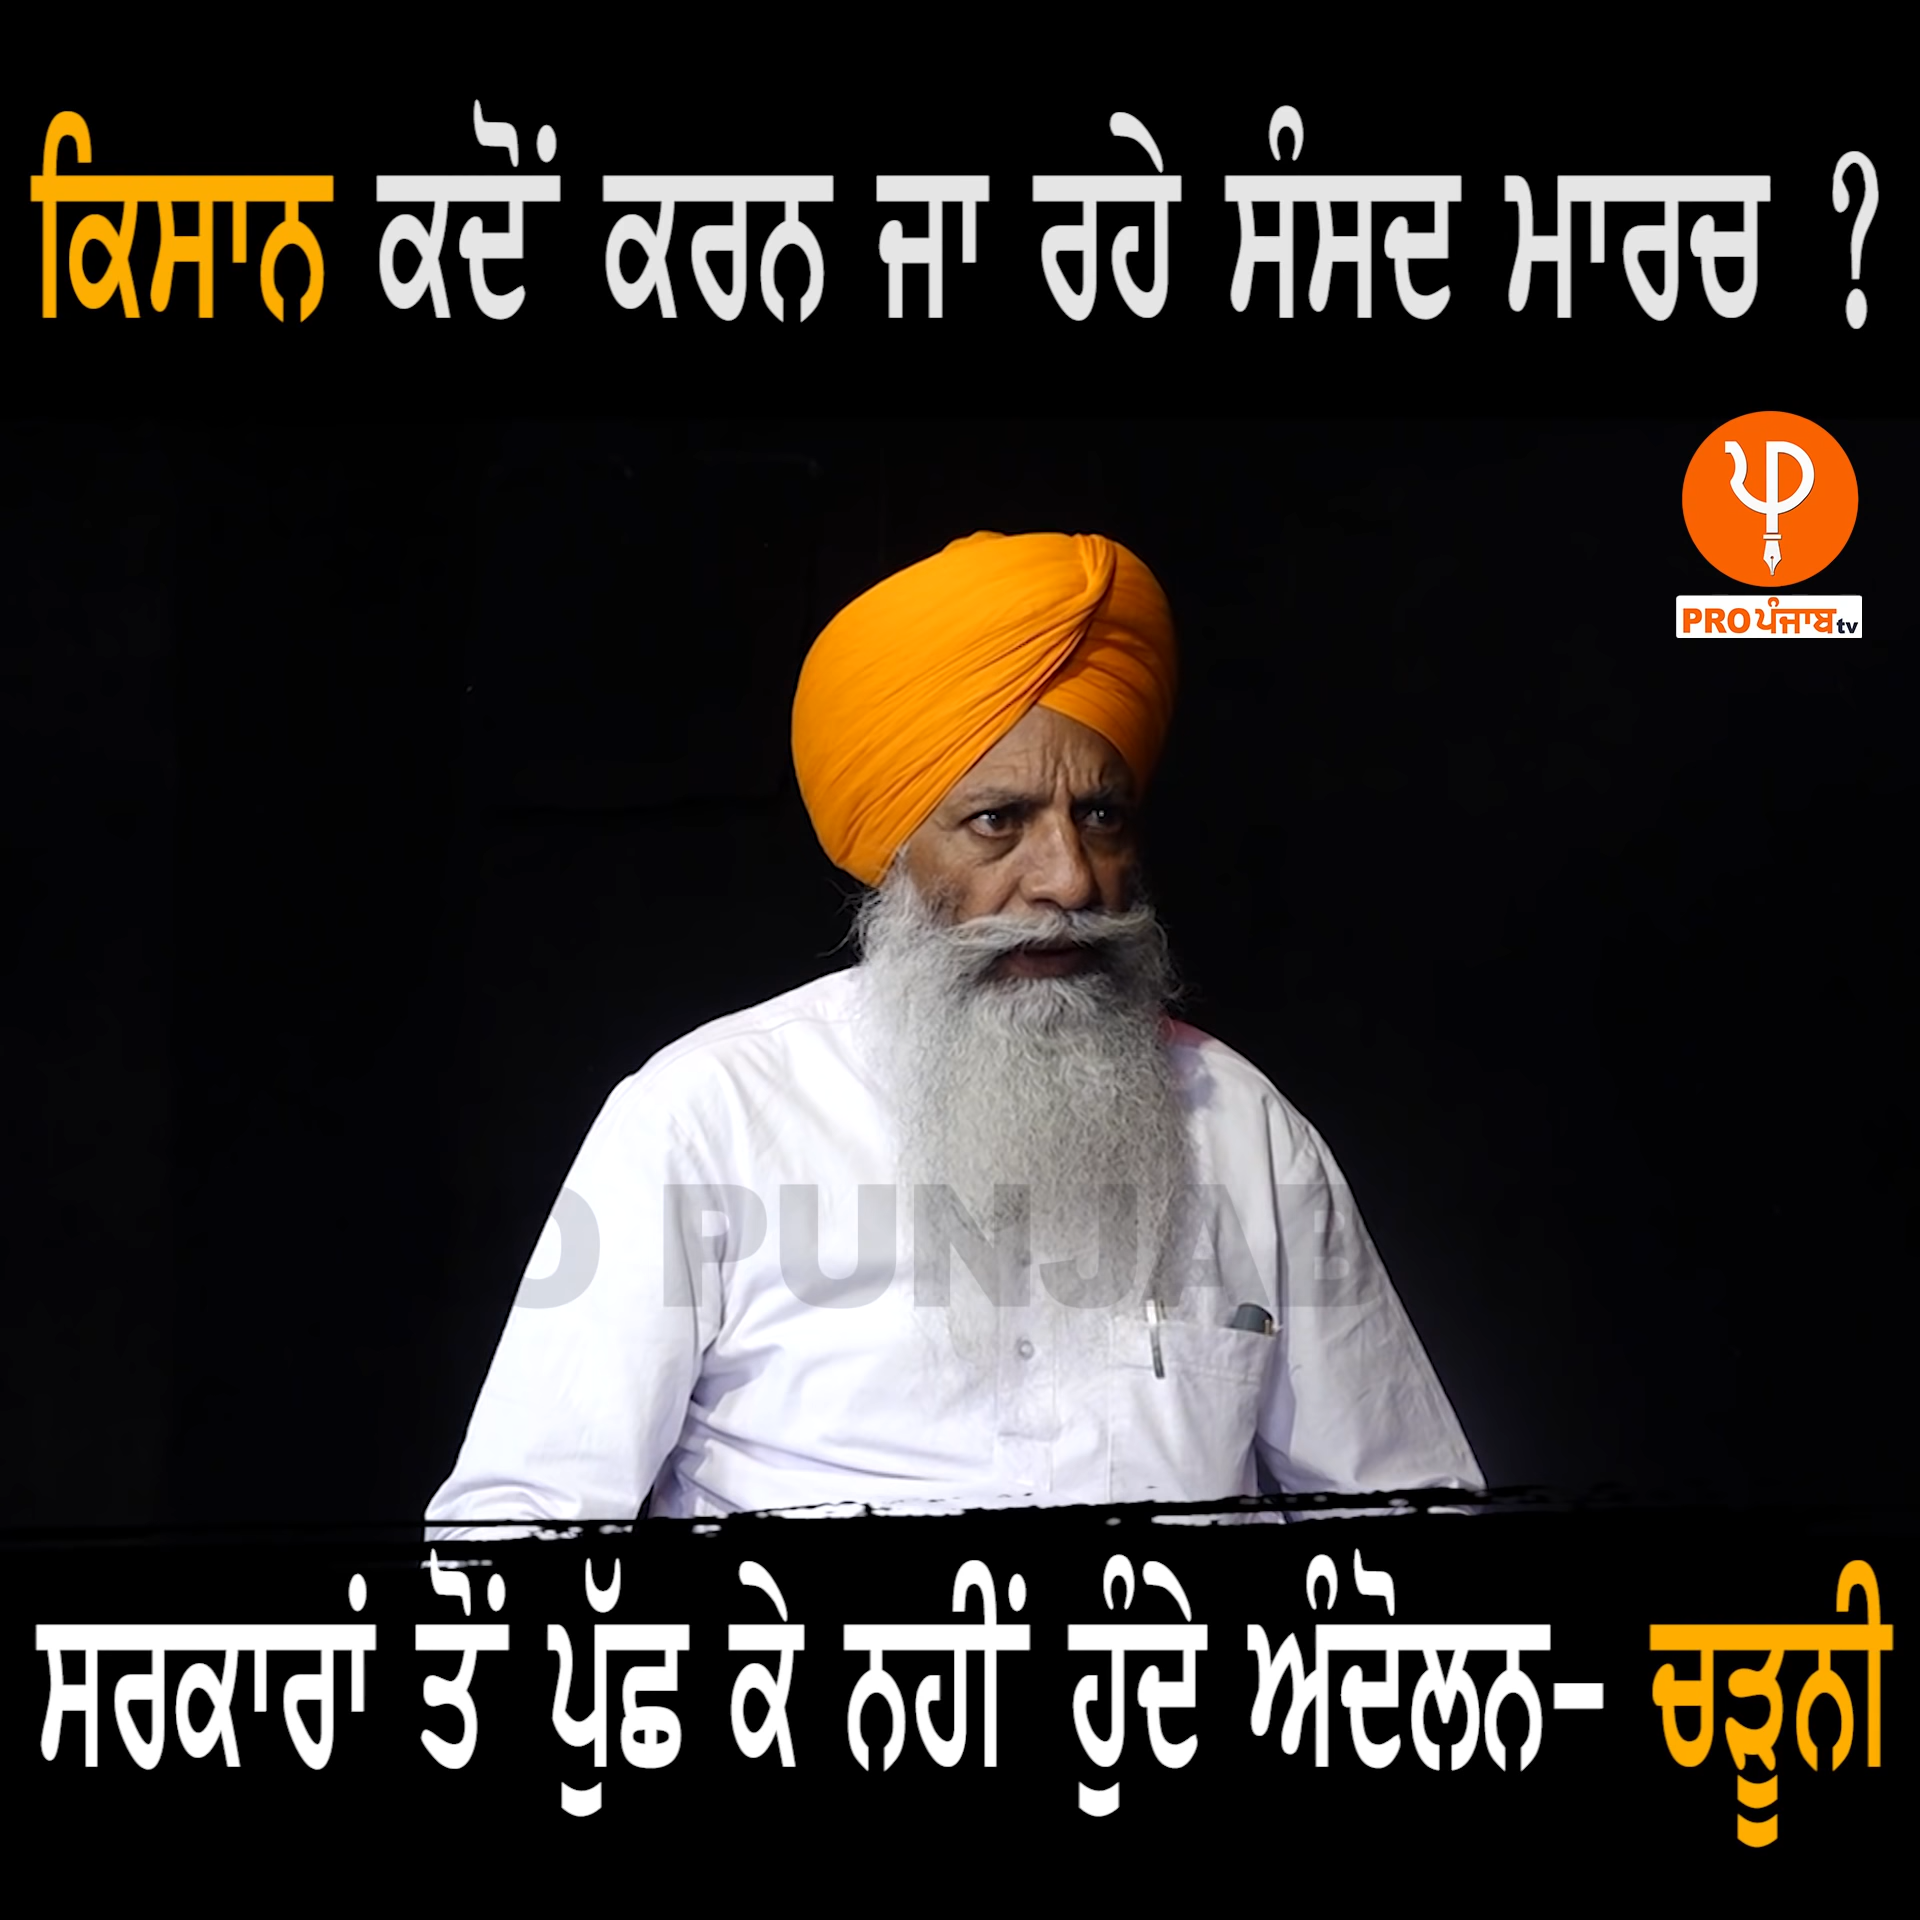 ਕਿਸਾਨ ਕਦੋਂ ਕਰਨ ਜਾ ਰਹੇ ਸੰਸਦ ਮਾਰਚ ?
PRO ਪੰਜਾਬ tv
O PUNJAB
ਸਰਕਾਰਾਂ ਤੋਂ ਪੁੱਛ ਕੇ ਨਹੀਂ ਹੁੰਦੇ ਅੰਦੋਲਨ- ਚੜੂਨੀ